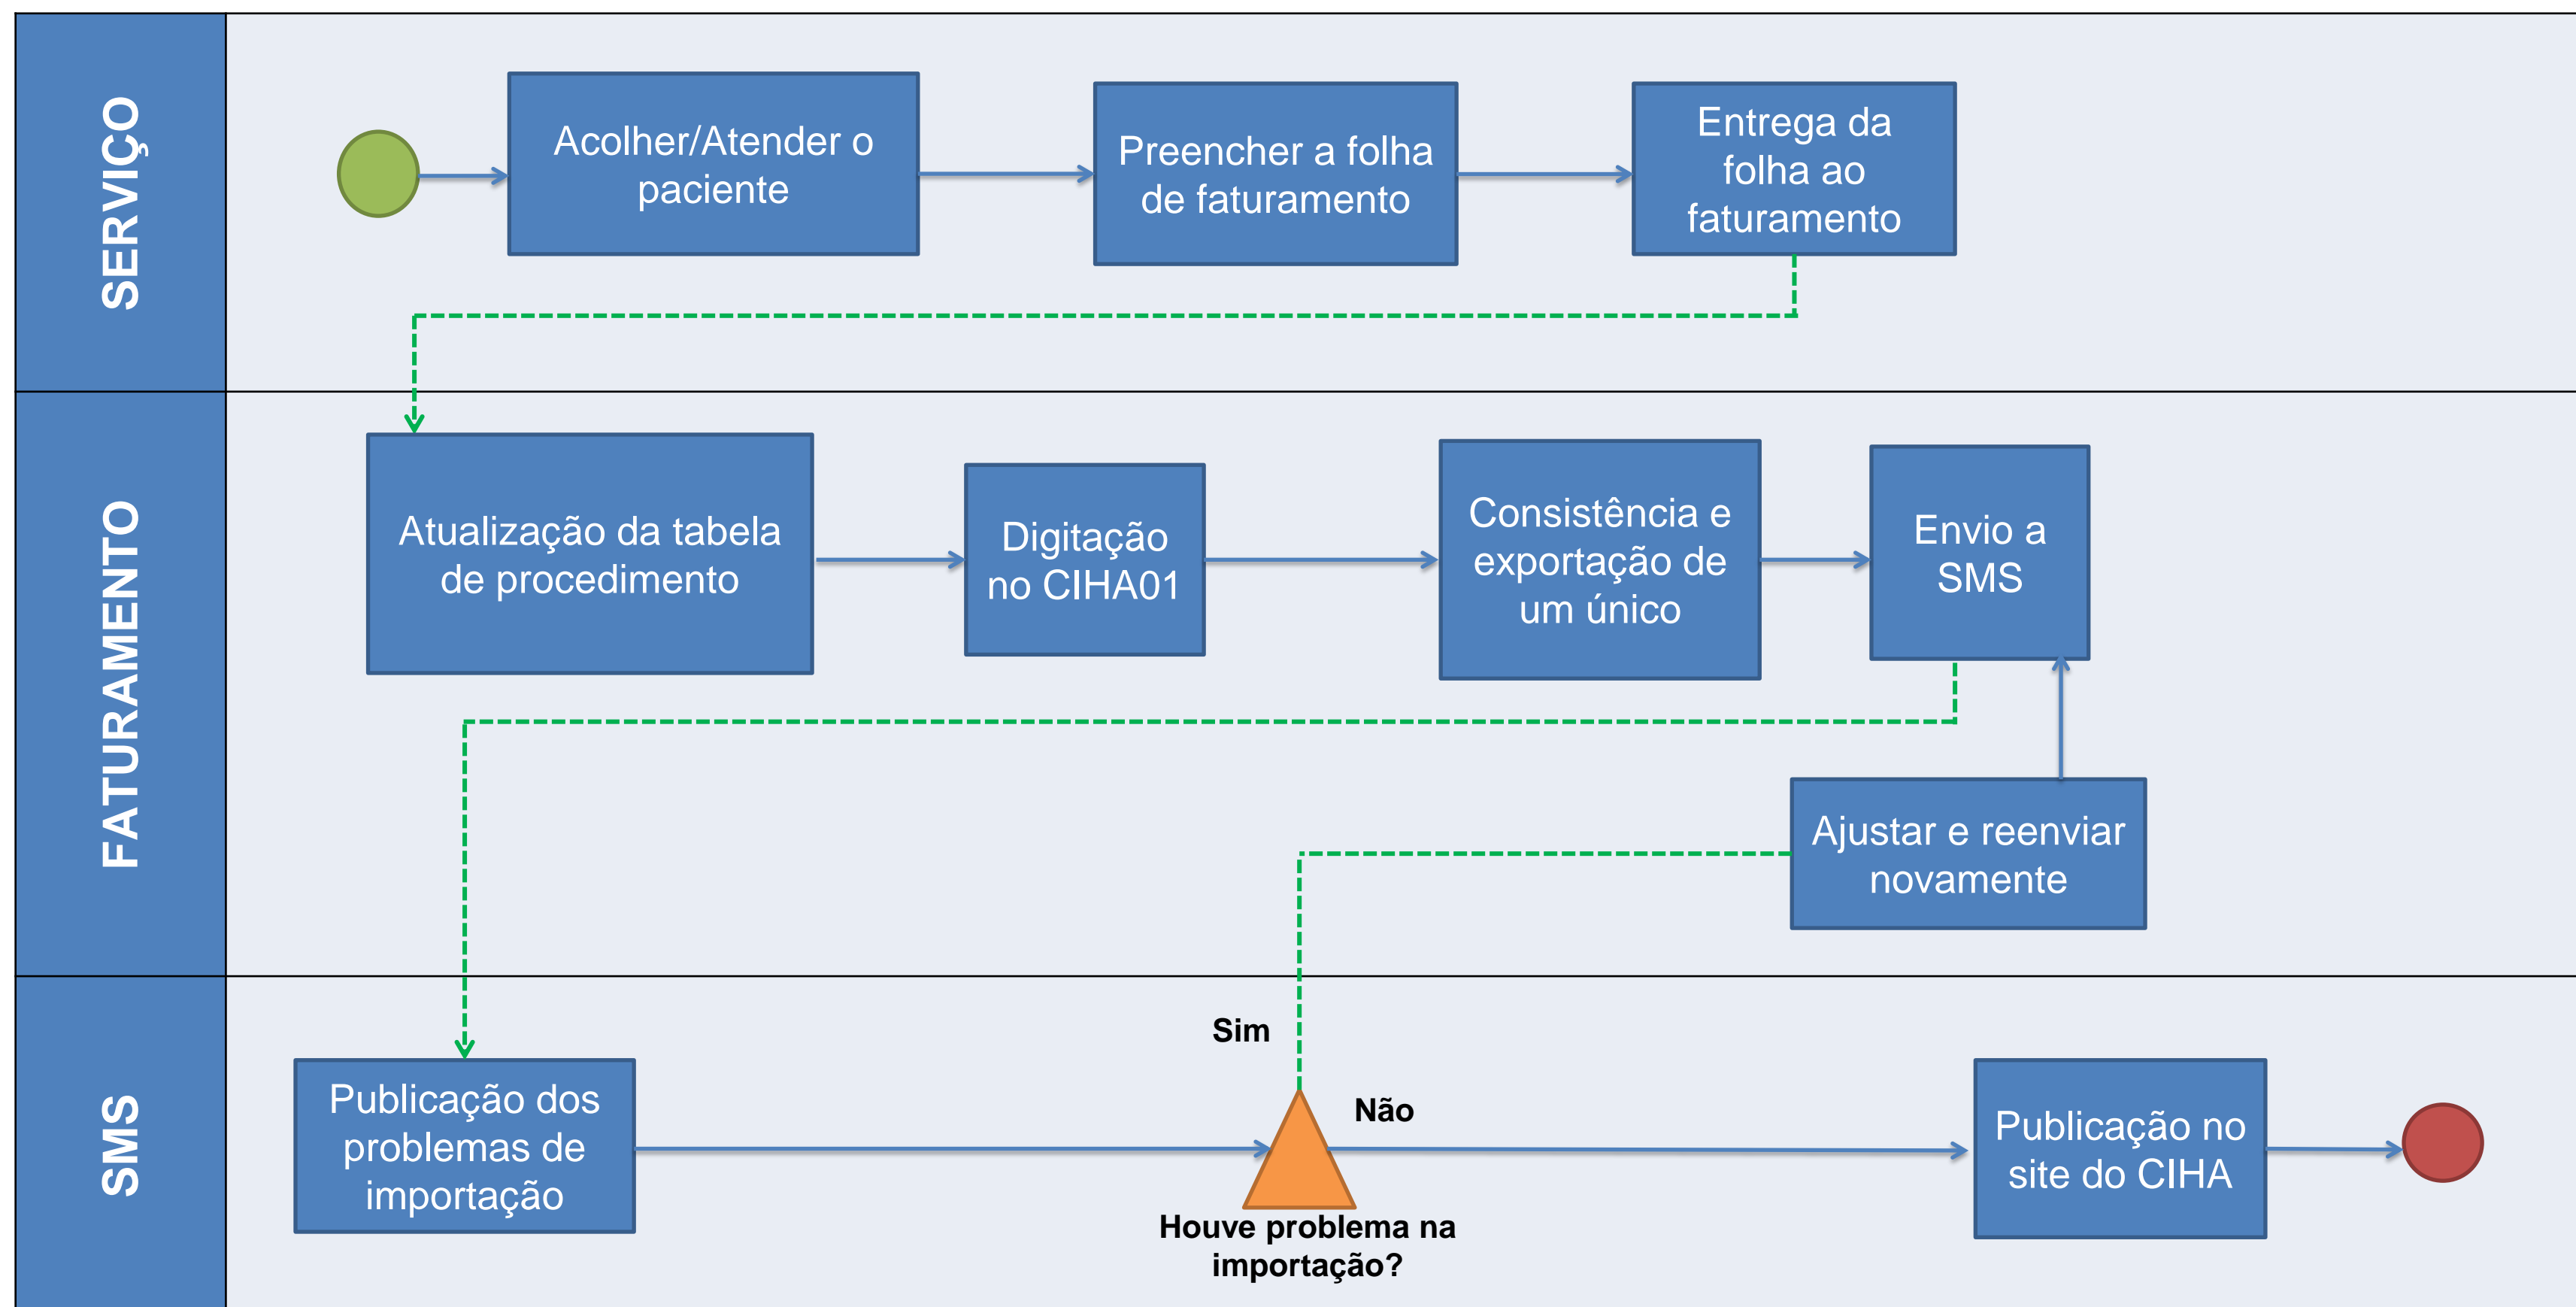 SERVIÇO
Acolher/Atender o
paciente
Preencher a folha
de faturamento
Entrega da
folha ao
faturamento
FATURAMENTO
Atualização da tabela
de procedimento
Digitação
no CIHA01
Consistência e
exportação de
um único
Envio a
SMS
Ajustar e reenviar
novamente
SMS
Publicação dos
problemas de
importação
Sim
Não
Houve problema na
importação?
Publicação no
site do CIHA